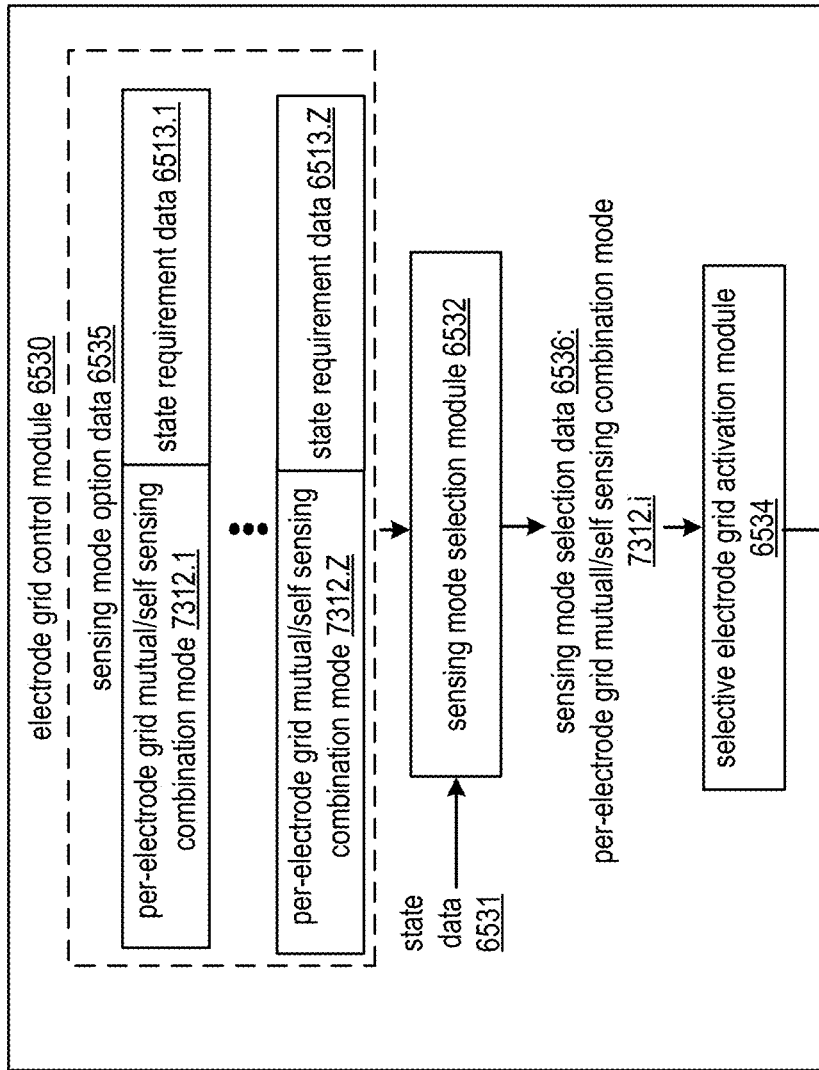 electrode grid control module 6530
sensing mode option data 6535
per-electrode grid mutual/self sensing
combination mode 7312.1
state requirement data 6513.1
per-electrode grid mutual/self sensing
combination mode 7312.Z
state requirement data 6513.Z
state
data
6531
sensing mode selection module 6532
sensing mode selection data 6536:
per-electrode grid mutuall/self sensing combination mode
7312.i
selective electrode grid activation module
6534